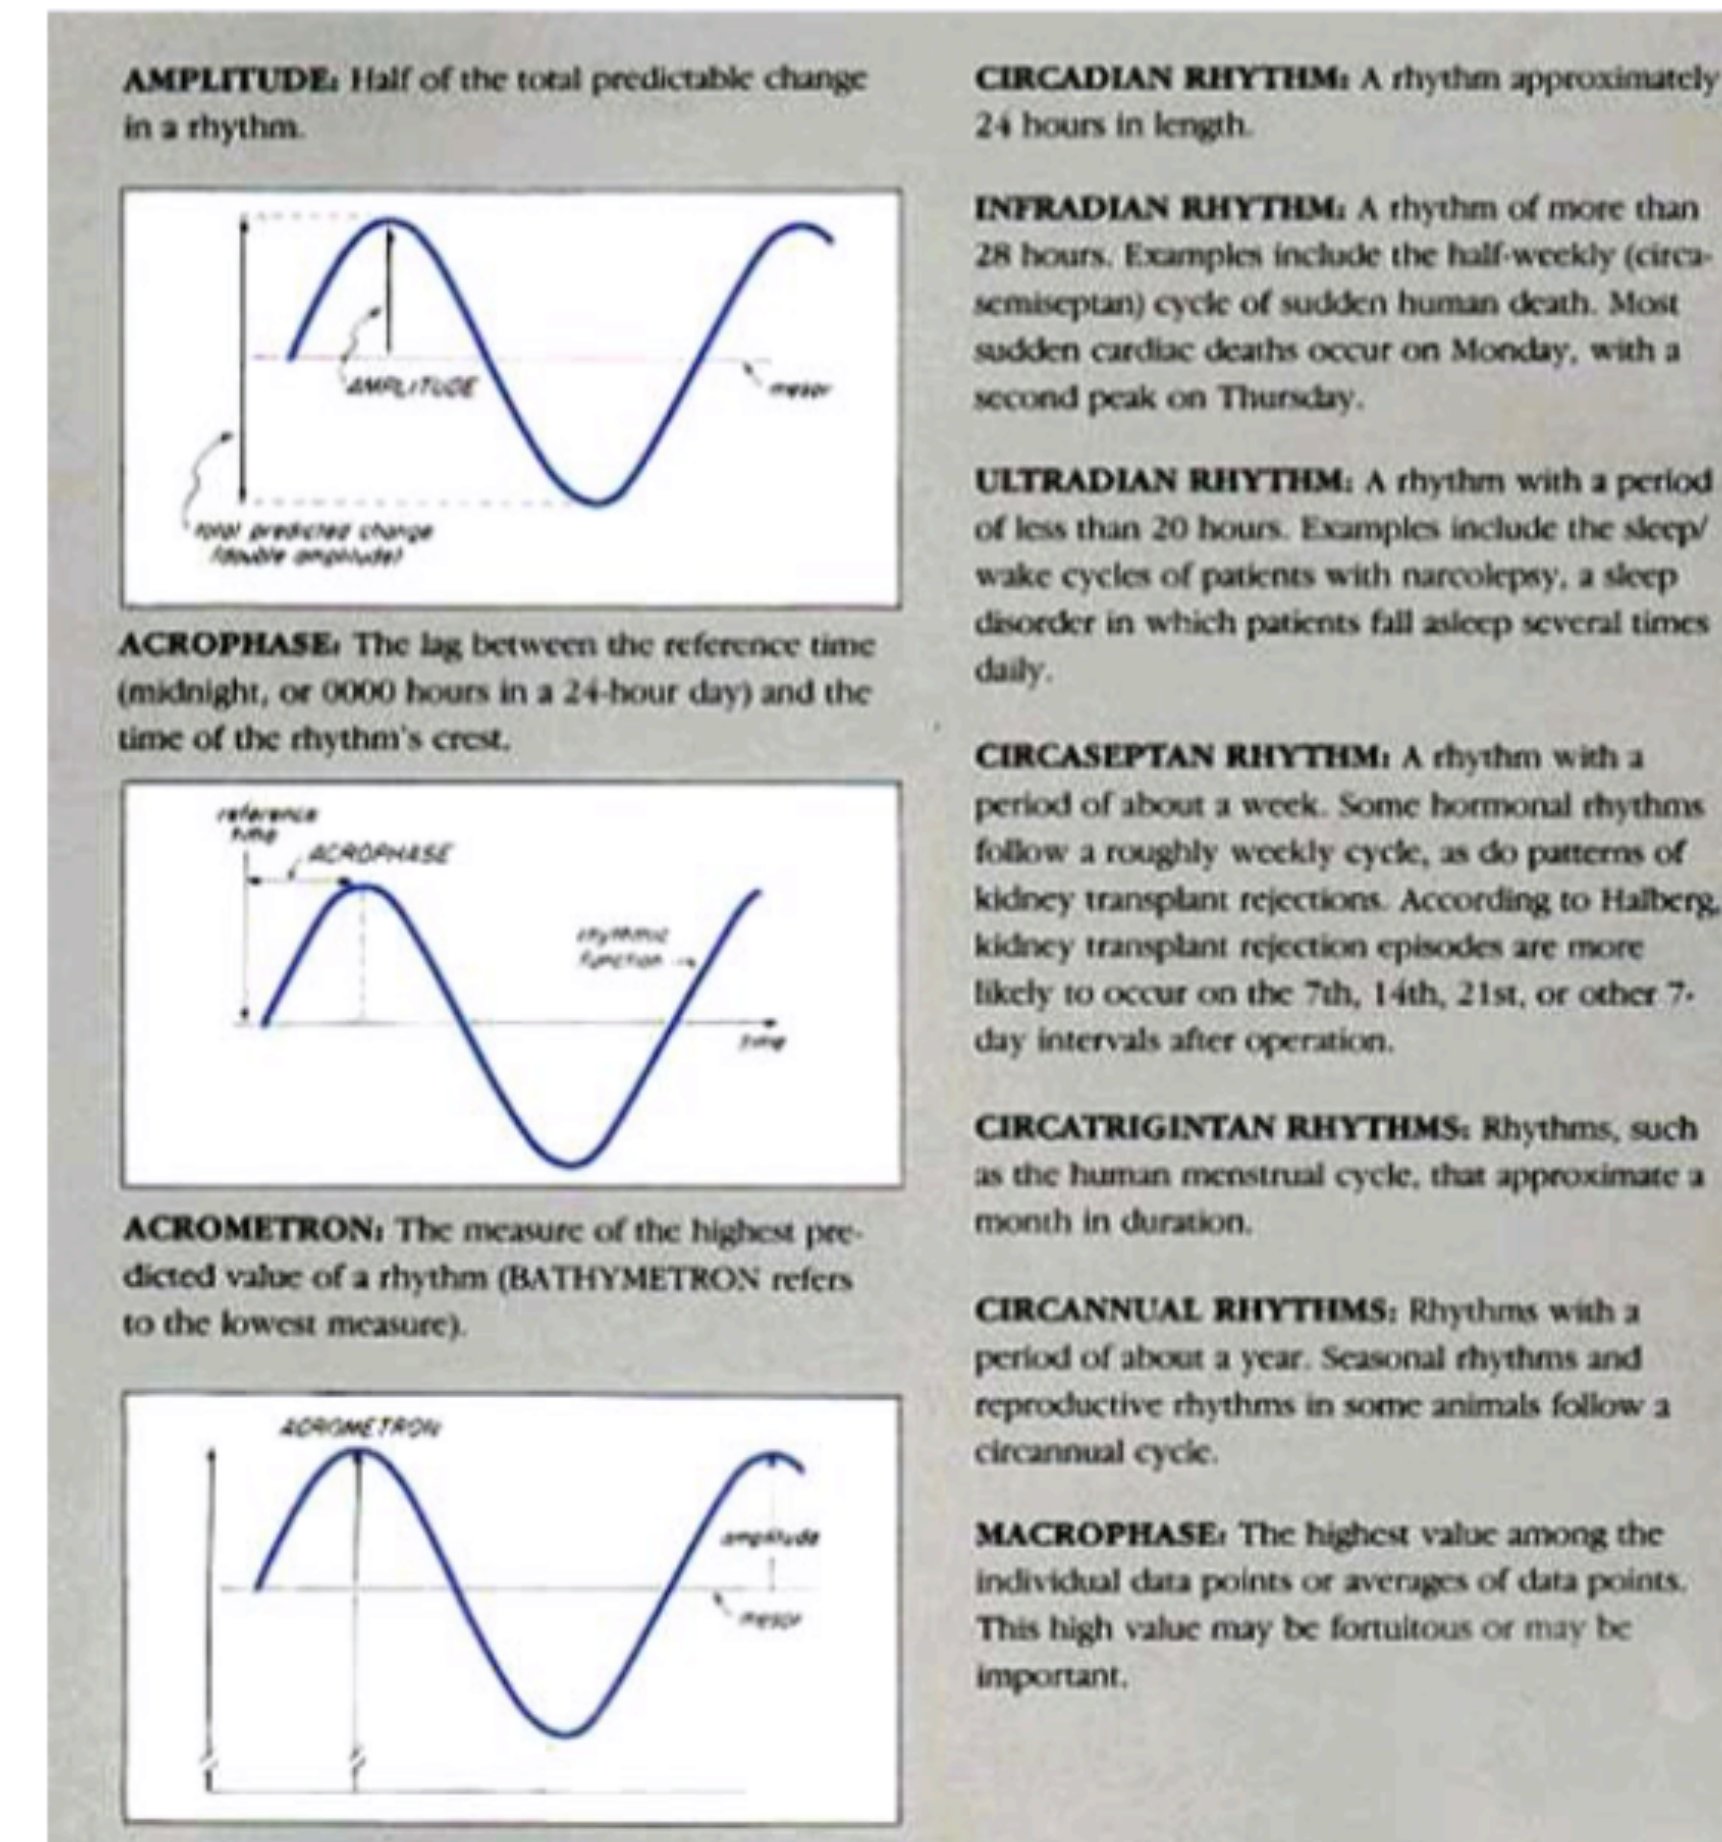 AMPLITUDE: Half of the total predictable change
in a rhythm.
AMPLITUDE
mesor
total predicted change
(double amplitude)
ACROPHASE: The lag between the reference time
(midnight, or 0000 hours in a 24-hour day) and the
time of the rhythm's crest.
reference
time
ACROPHASE
rhythmic
function
time
ACROMETRON: The measure of the highest pre-
dicted value of a rhythm (BATHYMETRON refers
to the lowest measure).
ACROMETRON
amplitude
mesor
CIRCADIAN RHYTHM: A rhythm approximately
24 hours in length.
INFRADIAN RHYTHM: A rhythm of more than
28 hours. Examples include the half-weekly (circa-
semiseptan) cycle of sudden human death. Most
sudden cardiac deaths occur on Monday, with a
second peak on Thursday.
ULTRADIAN RHYTHM: A rhythm with a period
of less than 20 hours. Examples include the sleep/
wake cycles of patients with narcolepsy, a sleep
disorder in which patients fall asleep several times
daily.
CIRCASEPTAN RHYTHM: A rhythm with a
period of about a week. Some hormonal rhythms
follow a roughly weekly cycle, as do patterns of
kidney transplant rejections. According to Halberg,
kidney transplant rejection episodes are more
likely to occur on the 7th, 14th, 21st, or other 7-
day intervals after operation.
CIRCATRIGINTAN RHYTHMS: Rhythms, such
as the human menstrual cycle, that approximate a
month in duration.
CIRCANNUAL RHYTHMS: Rhythms with a
period of about a year. Seasonal rhythms and
reproductive rhythms in some animals follow a
circannual cycle.
MACROPHASE: The highest value among the
individual data points or averages of data points.
This high value may be fortuitous or may be
important.